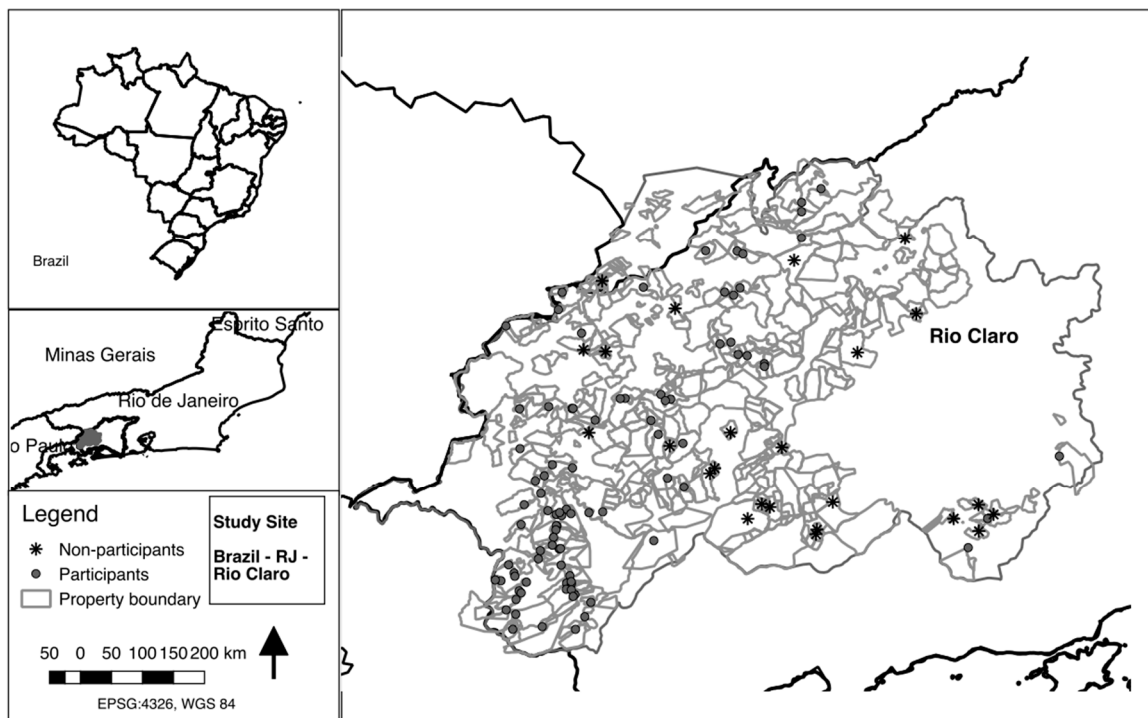 Brazil
Esprito Santo
Minas Gerais
Rio de Janeiro
o Paulo
Legend
Non-participants
Participants
Property boundary
Study Site
Brazil - RJ -
Rio Claro
50 0 50 100 150 200 km
EPSG:4326, WGS 84
Rio Claro